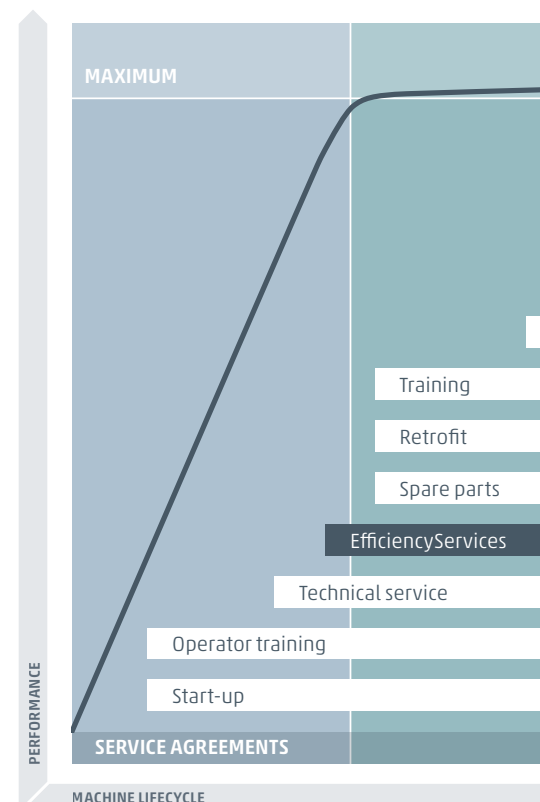 MAXIMUM
Training
Retrofit
Spare parts
EfficiencyServices
Technical service
Operator training
Start-up
SERVICE AGREEMENTS
PERFORMANCE
MACHINE LIFECYCLE